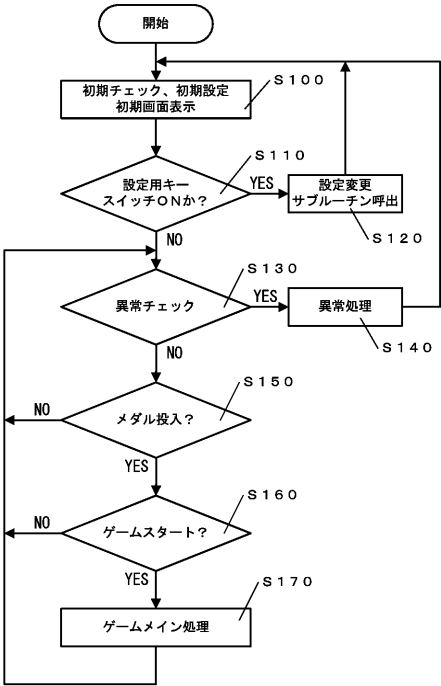 開始
初期チェック、初期設定
初期画面表示
S100
設定用キー
スイッチONか？
S110
YES
設定変更
サブルーチン呼出
S120
NO
異常チェック
S130
YES
異常処理
S140
NO
メダル投入？
S150
NO
YES
ゲームスタート？
S160
NO
YES
ゲームメイン処理
S170